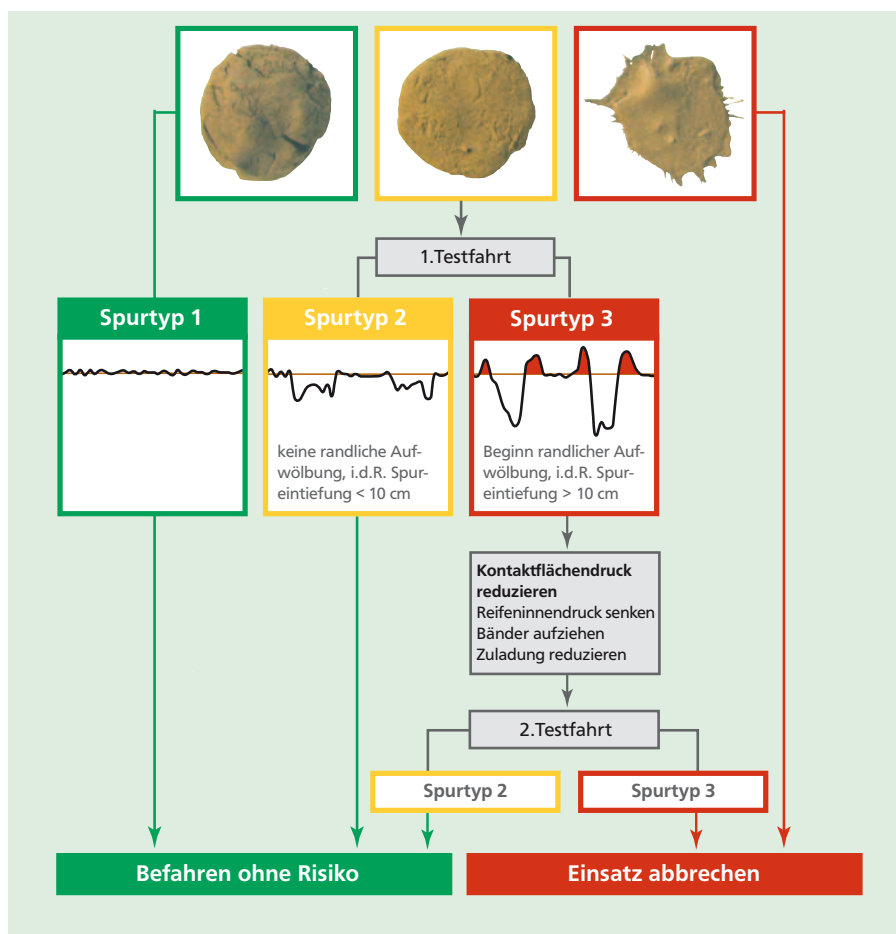 1.Testfahrt
Spurtyp 1
Spurtyp 2
keine randliche Auf-
wölbung, i.d.R. Spur-
eintiefung < 10 cm
Spurtyp 3
Beginn randlicher Auf-
wölbung, i.d.R. Spur-
eintiefung > 10 cm
Kontaktflächendruck
reduzieren
Reifeninnendruck senken
Bänder aufziehen
Zuladung reduzieren
2.Testfahrt
Spurtyp 2
Spurtyp 3
Befahren ohne Risiko
Einsatz abbrechen